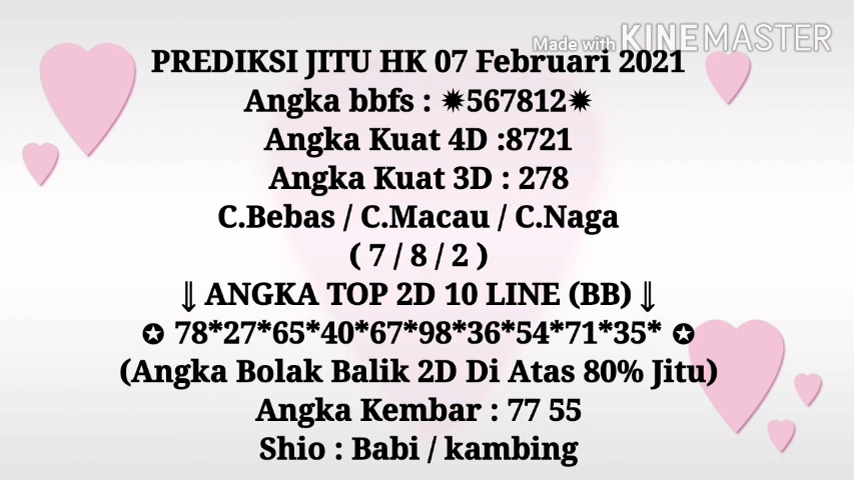 Made with KINEMASTER
PREDIKSI JITU HK 07 Februari 2021
Angka bbfs : ✹567812✹
Angka Kuat 4D :8721
Angka Kuat 3D : 278
C.Bebas / C.Macau / C.Naga
( 7 / 8 / 2 )
⇓ ANGKA TOP 2D 10 LINE (BB) ⇓
✪ 78*27*65*40*67*98*36*54*71*35* ✪
(Angka Bolak Balik 2D Di Atas 80% Jitu)
Angka Kembar : 77 55
Shio : Babi / kambing